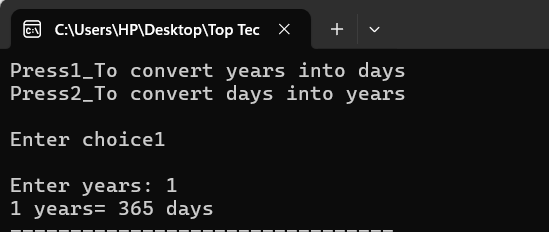 C:\Users\HP\Desktop\Top Tec
Press1_To convert years into days
Press2_To convert days into years
Enter choice1
Enter years: 1
1 years= 365 days
--------------------------------